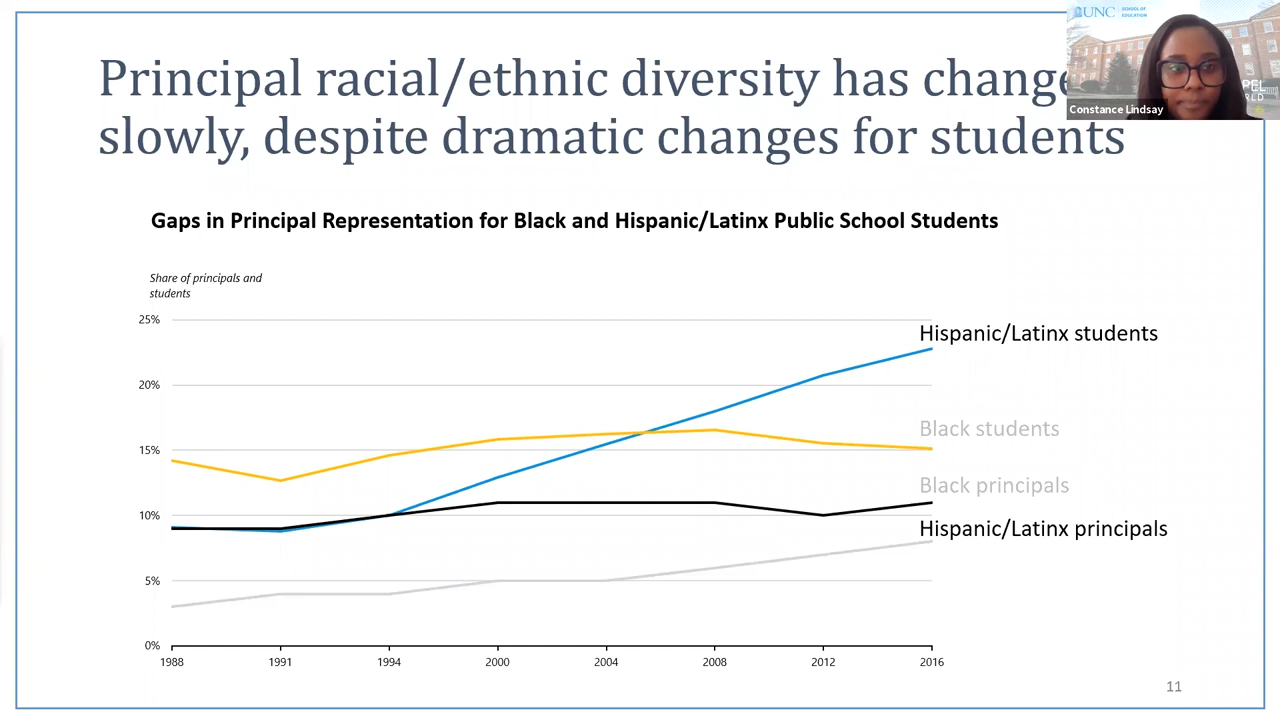 Principal racial/ethnic diversity has change
slowly, despite dramatic changes for students
UNC
SCHOOL OF
EDUCATION
Constance Lindsay
Gaps in Principal Representation for Black and Hispanic/Latinx Public School Students
Share of principals and
students
25%
20%
15%
10%
5%
0%
Hispanic/Latinx students
Black students
Black principals
Hispanic/Latinx principals
1988 1991 1994 2000 2004 2008 2012 2016
11